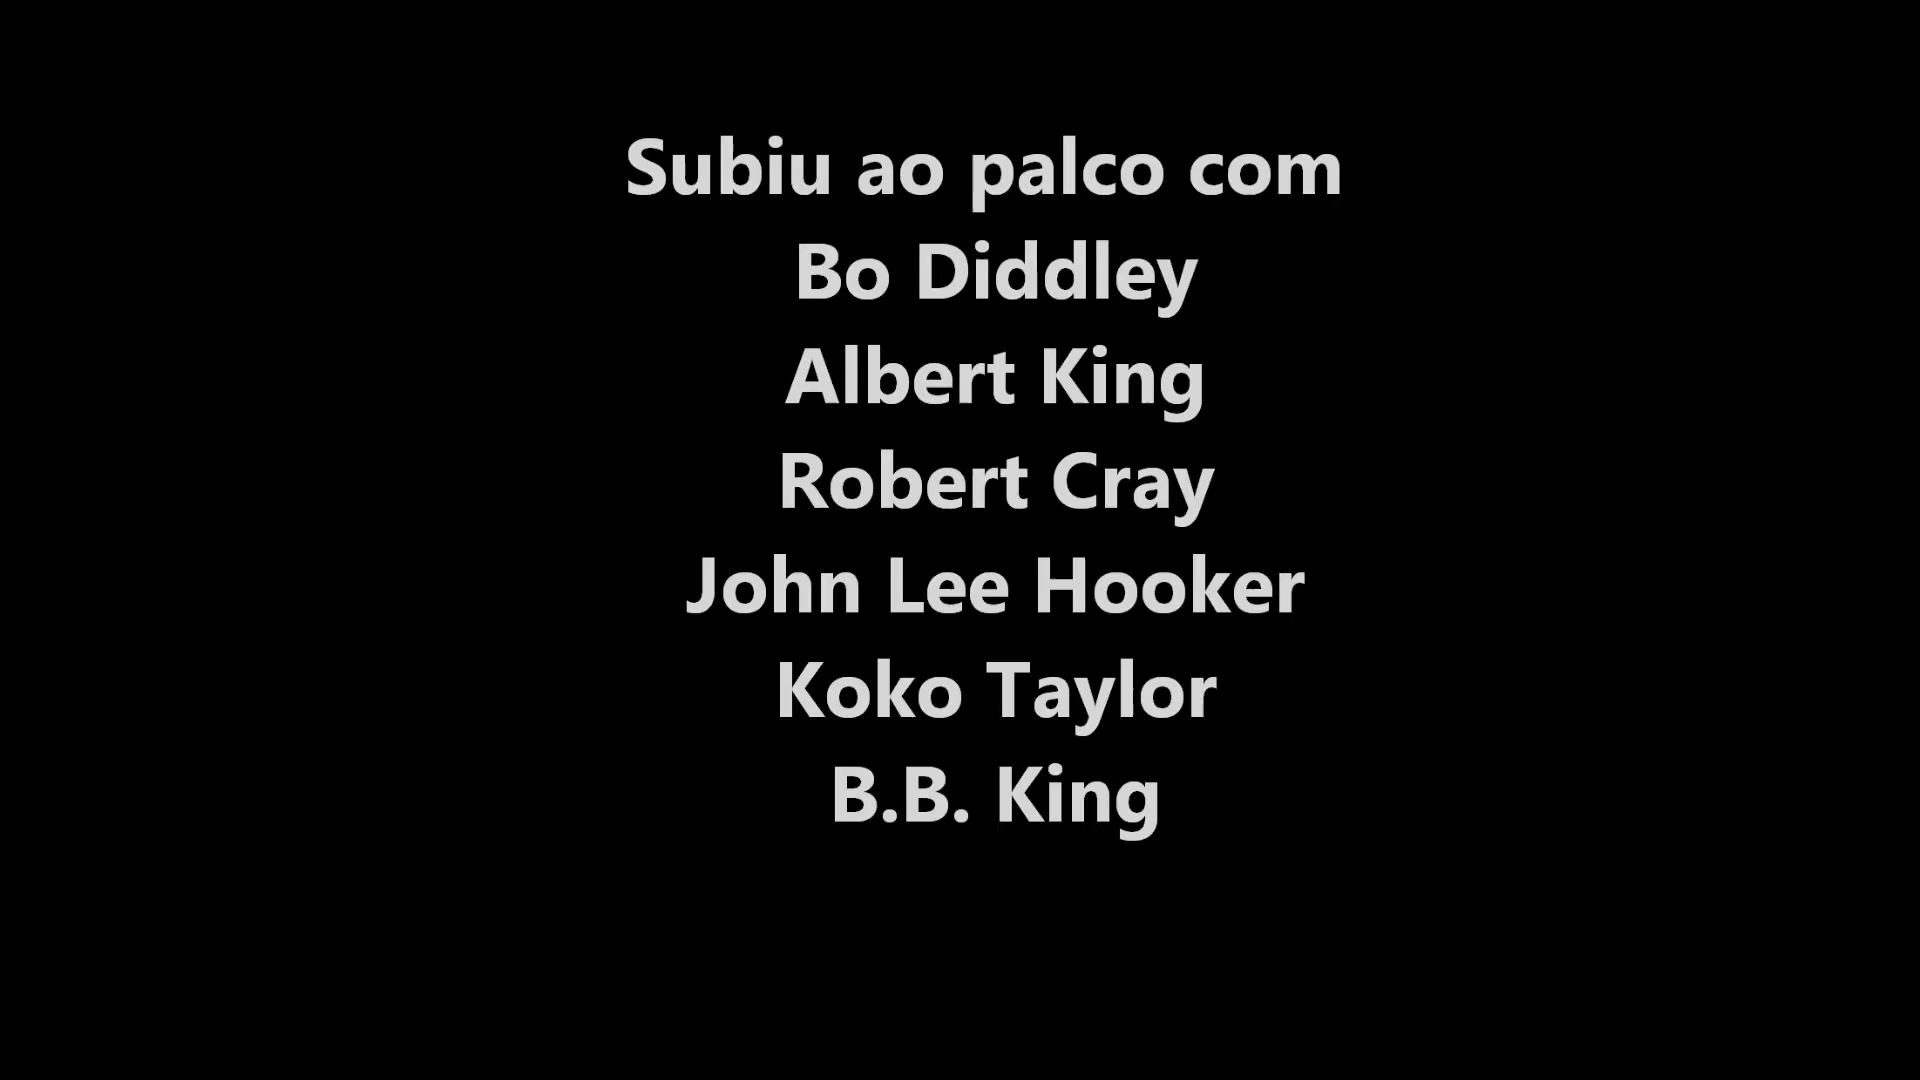 Subiu ao palco com
Bo Diddley
Albert King
Robert Cray
John Lee Hooker
Koko Taylor
B.B. King